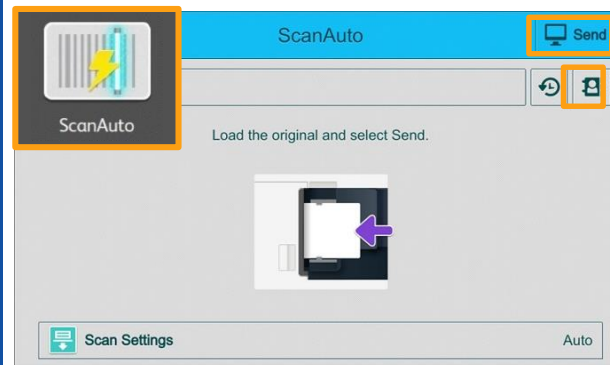 ScanAuto
Send
ScanAuto
Load the original and select Send.
Scan Settings
Auto